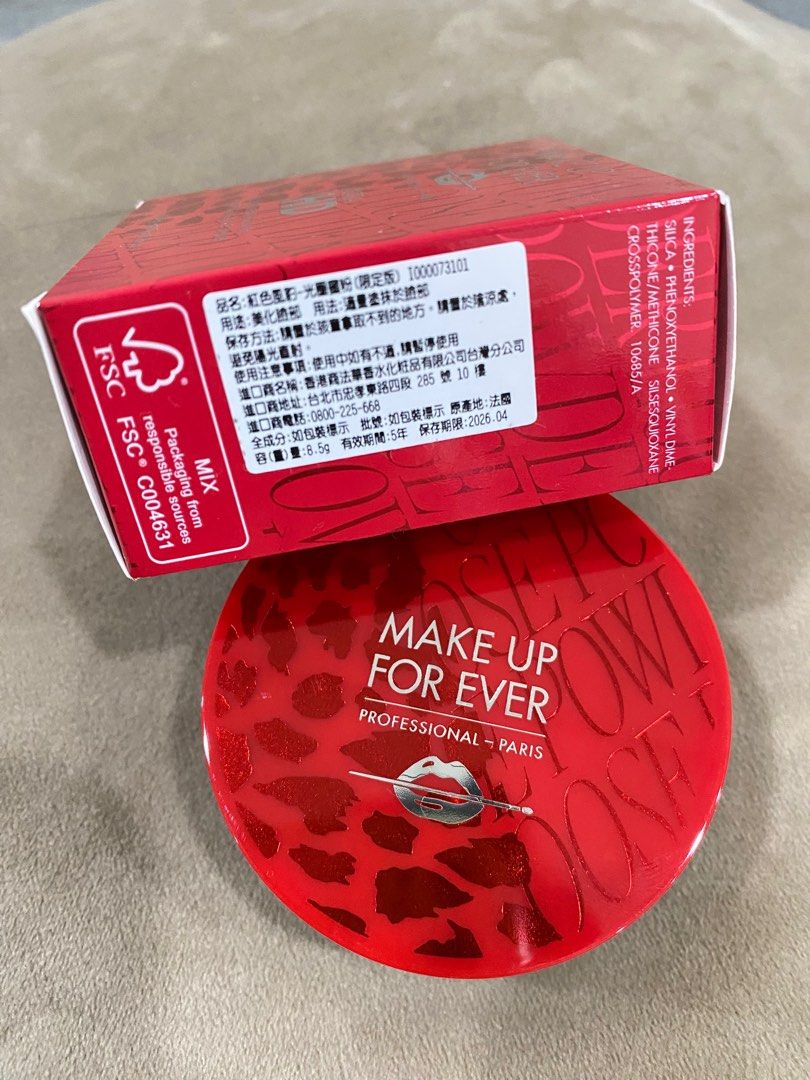 INGREDIENTS:
SILICA • PHENOXYETHANOL • VINYL DIME-
THICONE/METHICONE SILSESQUIOXANE
CROSSPOLYMER. 10685/A
品名:紅色風豹-光壓蜜粉(限定版) I000073101
用途:美化臉部 用法:適量塗抹於臉部
保存方法:請置於孩童拿取不到的地方。請置於陰涼處,
避免陽光直射。
使用注意事項:使用中如有不適,請暫停使用
進口商名稱:香港商法華香水化粧品有限公司台灣分公司
進口商地址:台北市忠孝東路四段 285 號 10 樓
進口商電話:0800-225-668
全成分:如包裝標示 批號:如包裝標示 原產地:法國
容(重)量:8.5g 有效期間:5年 保存期限:2026.04
FSC
MIX
Packaging from
responsible sources
FSC® C004631
MAKE UP
FOR EVER
PROFESSIONAL – PARIS
OSE PO
E POWI
OOSE